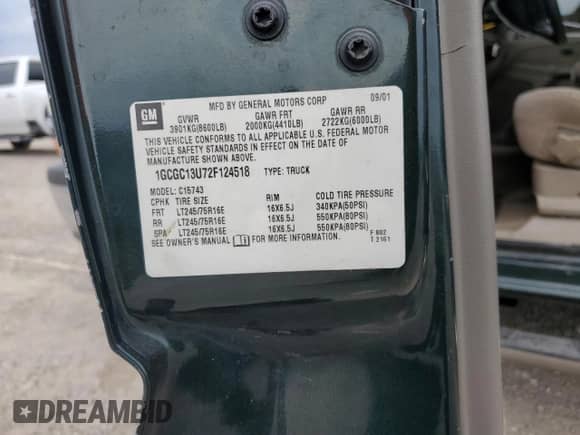 GM
MFD BY GENERAL MOTORS CORP 09/01
GVWR GAWR FRT GAWR RR
3901KG(8600LB) 2000KG(4410LB) 2722KG(6000LB)
THIS VEHICLE CONFORMS TO ALL APPLICABLE U.S. FEDERAL MOTOR
VEHICLE SAFETY STANDARDS IN EFFECT ON THE DATE OF
MANUFACTURE SHOWN ABOVE.
1GCGC13U72F124518 TYPE: TRUCK
MODEL: C15743
CPHK TIRE SIZE RIM COLD TIRE PRESSURE
FRT LT245/75R16E 16X6.5J 340KPA(50PSI)
RR LT245/75R16E 16X6.5J 550KPA(80PSI)
SPA LT245/75R16E 16X6.5J 550KPA(80PSI)
SEE OWNER'S MANUAL FOR MORE INFORMATION.
F 882
T 2161
DREAMBID